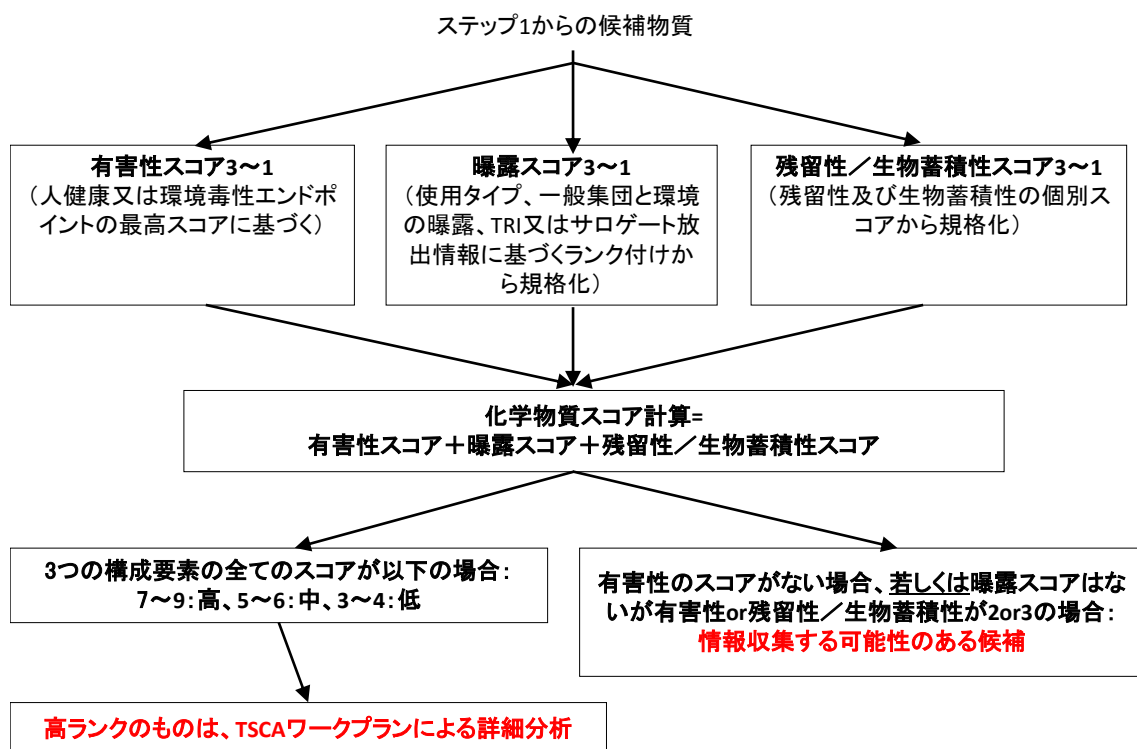 ステップ1からの候補物質
有害性スコア3～1
（人健康又は環境毒性エンドポ
イントの最高スコアに基づく）
曝露スコア3～1
（使用タイプ、一般集団と環境
の曝露、TRI又はサロゲート放
出情報に基づくランク付けか
ら規格化）
残留性／生物蓄積性スコア3～1
（残留性及び生物蓄積性の個別ス
コアから規格化）
化学物質スコア計算=
有害性スコア＋曝露スコア＋残留性／生物蓄積性スコア
3つの構成要素の全てのスコアが以下の場合：
7～9：高、5～6：中、3～4：低
有害性のスコアがない場合、若しくは曝露スコアはな
いが有害性or残留性／生物蓄積性が2or3の場合：
情報収集する可能性のある候補
高ランクのものは、TSCAワークプランによる詳細分析